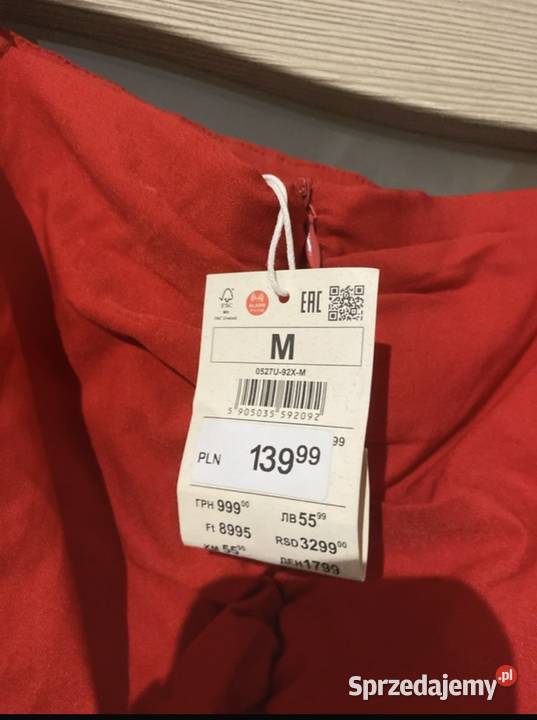 FSC
ALARM
EAC
M
0527U-92X-M
5 905035 592092
99
PLN 139⁹⁹
ГРН 999⁰⁰ ЛВ 55⁹⁹
Ft 8995 RSD 3299⁰⁰
ДЕН 1799
Sprzedajemy.pl